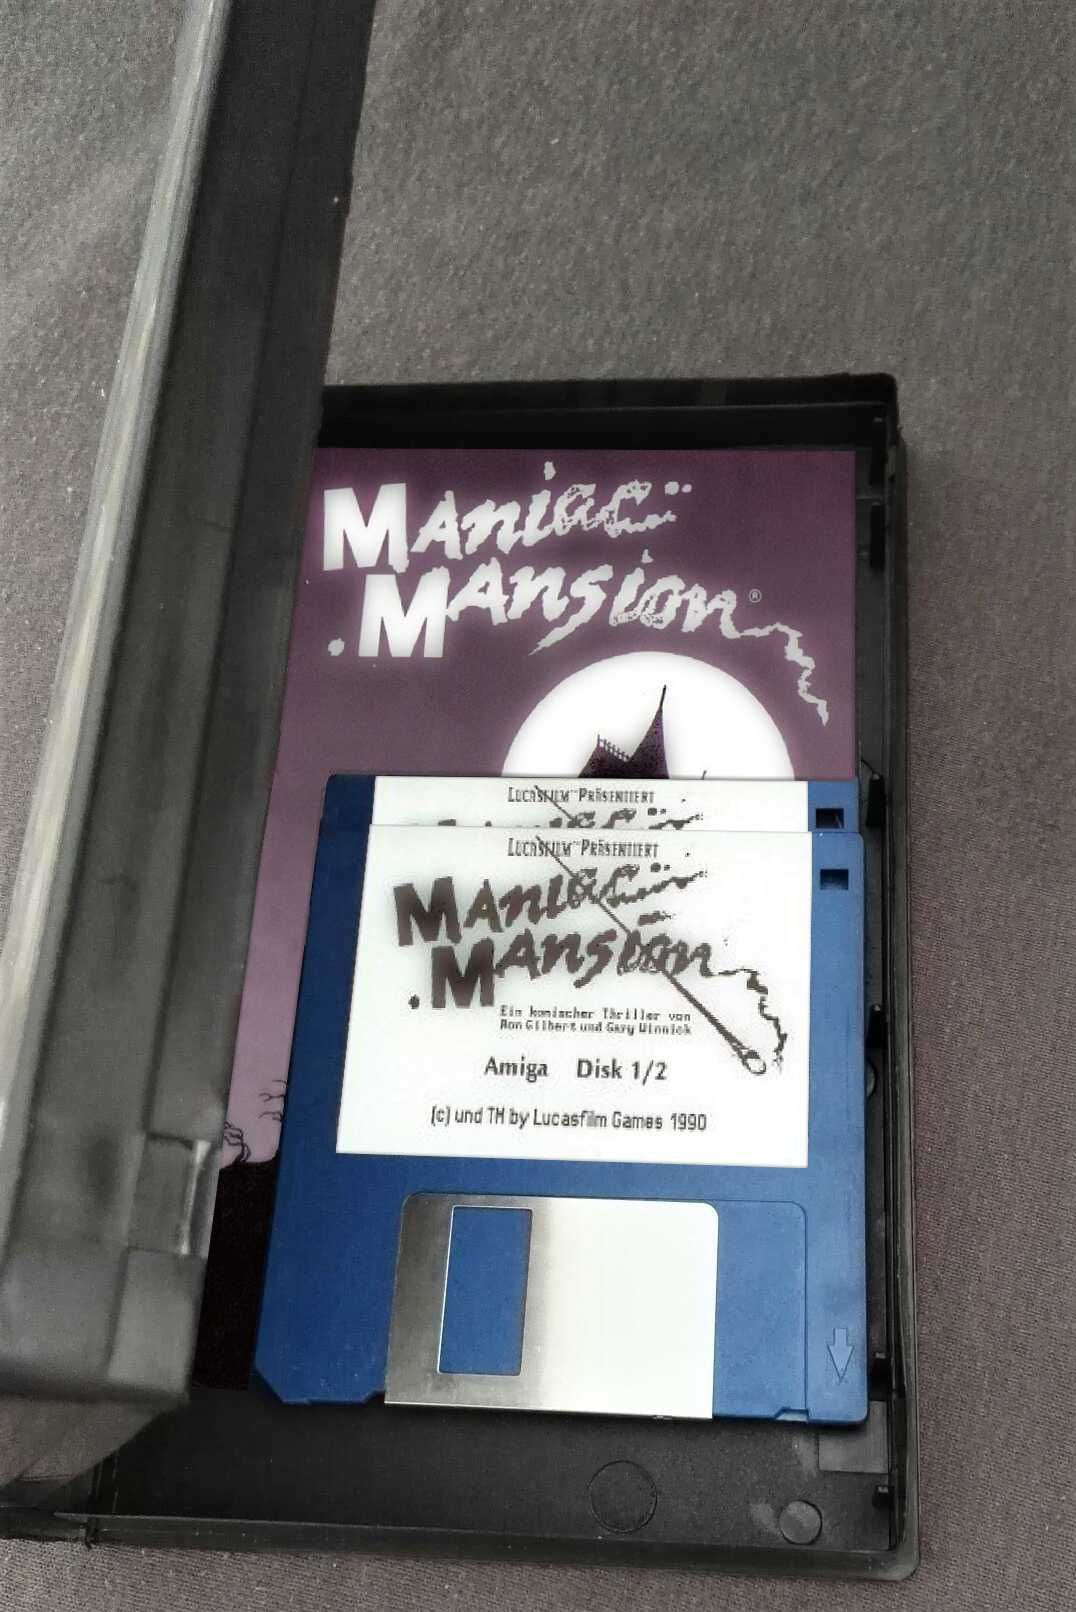 Maniac
Mansion®
LUCASFILM™ PRÄSENTIERT
LUCASFILM™ PRÄSENTIERT
Maniac
Mansion
Ein komischer Thriller von
Ron Gilbert und Gary Winnick
Amiga Disk 1/2
(c) und TM by Lucasfilm Games 1990